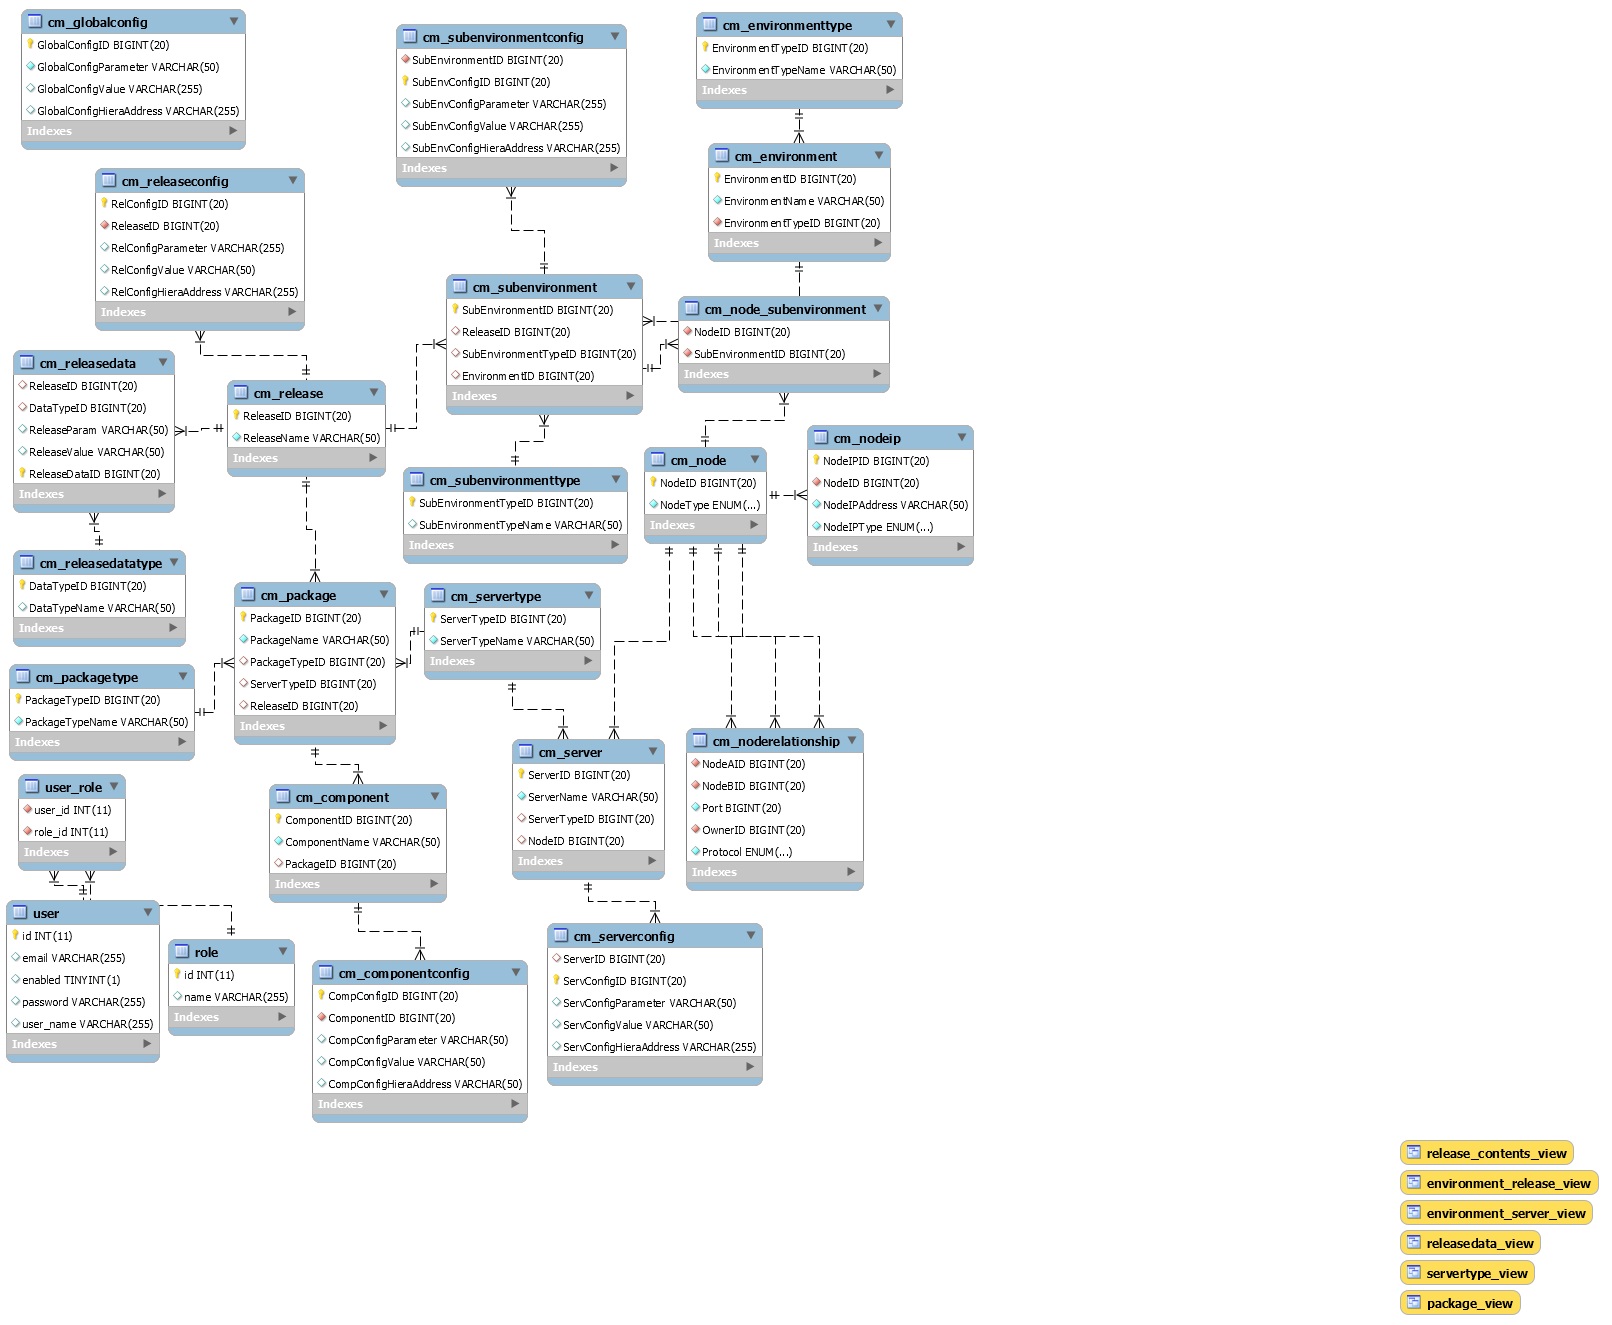 cm_globalconfig
GlobalConfigID BIGINT(20)
GlobalConfigParameter VARCHAR(50)
GlobalConfigValue VARCHAR(255)
GlobalConfigHieraAddress VARCHAR(255)
Indexes
cm_subenvironmentconfig
SubEnvironmentID BIGINT(20)
SubEnvConfigID BIGINT(20)
SubEnvConfigParameter VARCHAR(255)
SubEnvConfigValue VARCHAR(255)
SubEnvConfigHieraAddress VARCHAR(255)
Indexes
cm_environmenttype
EnvironmentTypeID BIGINT(20)
EnvironmentTypeName VARCHAR(50)
Indexes
cm_environment
EnvironmentID BIGINT(20)
EnvironmentName VARCHAR(50)
EnvironmentTypeID BIGINT(20)
Indexes
cm_releaseconfig
RelConfigID BIGINT(20)
ReleaseID BIGINT(20)
RelConfigParameter VARCHAR(255)
RelConfigValue VARCHAR(50)
RelConfigHieraAddress VARCHAR(255)
Indexes
cm_subenvironment
SubEnvironmentID BIGINT(20)
ReleaseID BIGINT(20)
SubEnvironmentTypeID BIGINT(20)
EnvironmentID BIGINT(20)
Indexes
cm_node_subenvironment
NodeID BIGINT(20)
SubEnvironmentID BIGINT(20)
Indexes
cm_releasedata
ReleaseID BIGINT(20)
DataTypeID BIGINT(20)
ReleaseParam VARCHAR(50)
ReleaseValue VARCHAR(50)
ReleaseDataID BIGINT(20)
Indexes
cm_release
ReleaseID BIGINT(20)
ReleaseName VARCHAR(50)
Indexes
cm_subenvironmenttype
SubEnvironmentTypeID BIGINT(20)
SubEnvironmentTypeName VARCHAR(50)
Indexes
cm_node
NodeID BIGINT(20)
NodeType ENUM(...)
Indexes
cm_nodeip
NodeIPID BIGINT(20)
NodeID BIGINT(20)
NodeIPAddress VARCHAR(50)
NodeIPType ENUM(...)
Indexes
cm_releasedatatype
DataTypeID BIGINT(20)
DataTypeName VARCHAR(50)
Indexes
cm_package
PackageID BIGINT(20)
PackageName VARCHAR(50)
PackageTypeID BIGINT(20)
ServerTypeID BIGINT(20)
ReleaseID BIGINT(20)
Indexes
cm_servertype
ServerTypeID BIGINT(20)
ServerTypeName VARCHAR(50)
Indexes
cm_packagetype
PackageTypeID BIGINT(20)
PackageTypeName VARCHAR(50)
Indexes
cm_server
ServerID BIGINT(20)
ServerName VARCHAR(50)
ServerTypeID BIGINT(20)
NodeID BIGINT(20)
Indexes
cm_noderelationship
NodeAID BIGINT(20)
NodeBID BIGINT(20)
Port BIGINT(20)
OwnerID BIGINT(20)
Protocol ENUM(...)
Indexes
user_role
user_id INT(11)
role_id INT(11)
Indexes
cm_component
ComponentID BIGINT(20)
ComponentName VARCHAR(50)
PackageID BIGINT(20)
Indexes
user
id INT(11)
email VARCHAR(255)
enabled TINYINT(1)
password VARCHAR(255)
user_name VARCHAR(255)
Indexes
role
id INT(11)
name VARCHAR(255)
Indexes
cm_componentconfig
CompConfigID BIGINT(20)
ComponentID BIGINT(20)
CompConfigParameter VARCHAR(50)
CompConfigValue VARCHAR(50)
CompConfigHieraAddress VARCHAR(50)
Indexes
cm_serverconfig
ServerID BIGINT(20)
ServConfigID BIGINT(20)
ServConfigParameter VARCHAR(50)
ServConfigValue VARCHAR(50)
ServConfigHieraAddress VARCHAR(255)
Indexes
release_contents_view
environment_release_view
environment_server_view
releasedata_view
servertype_view
package_view